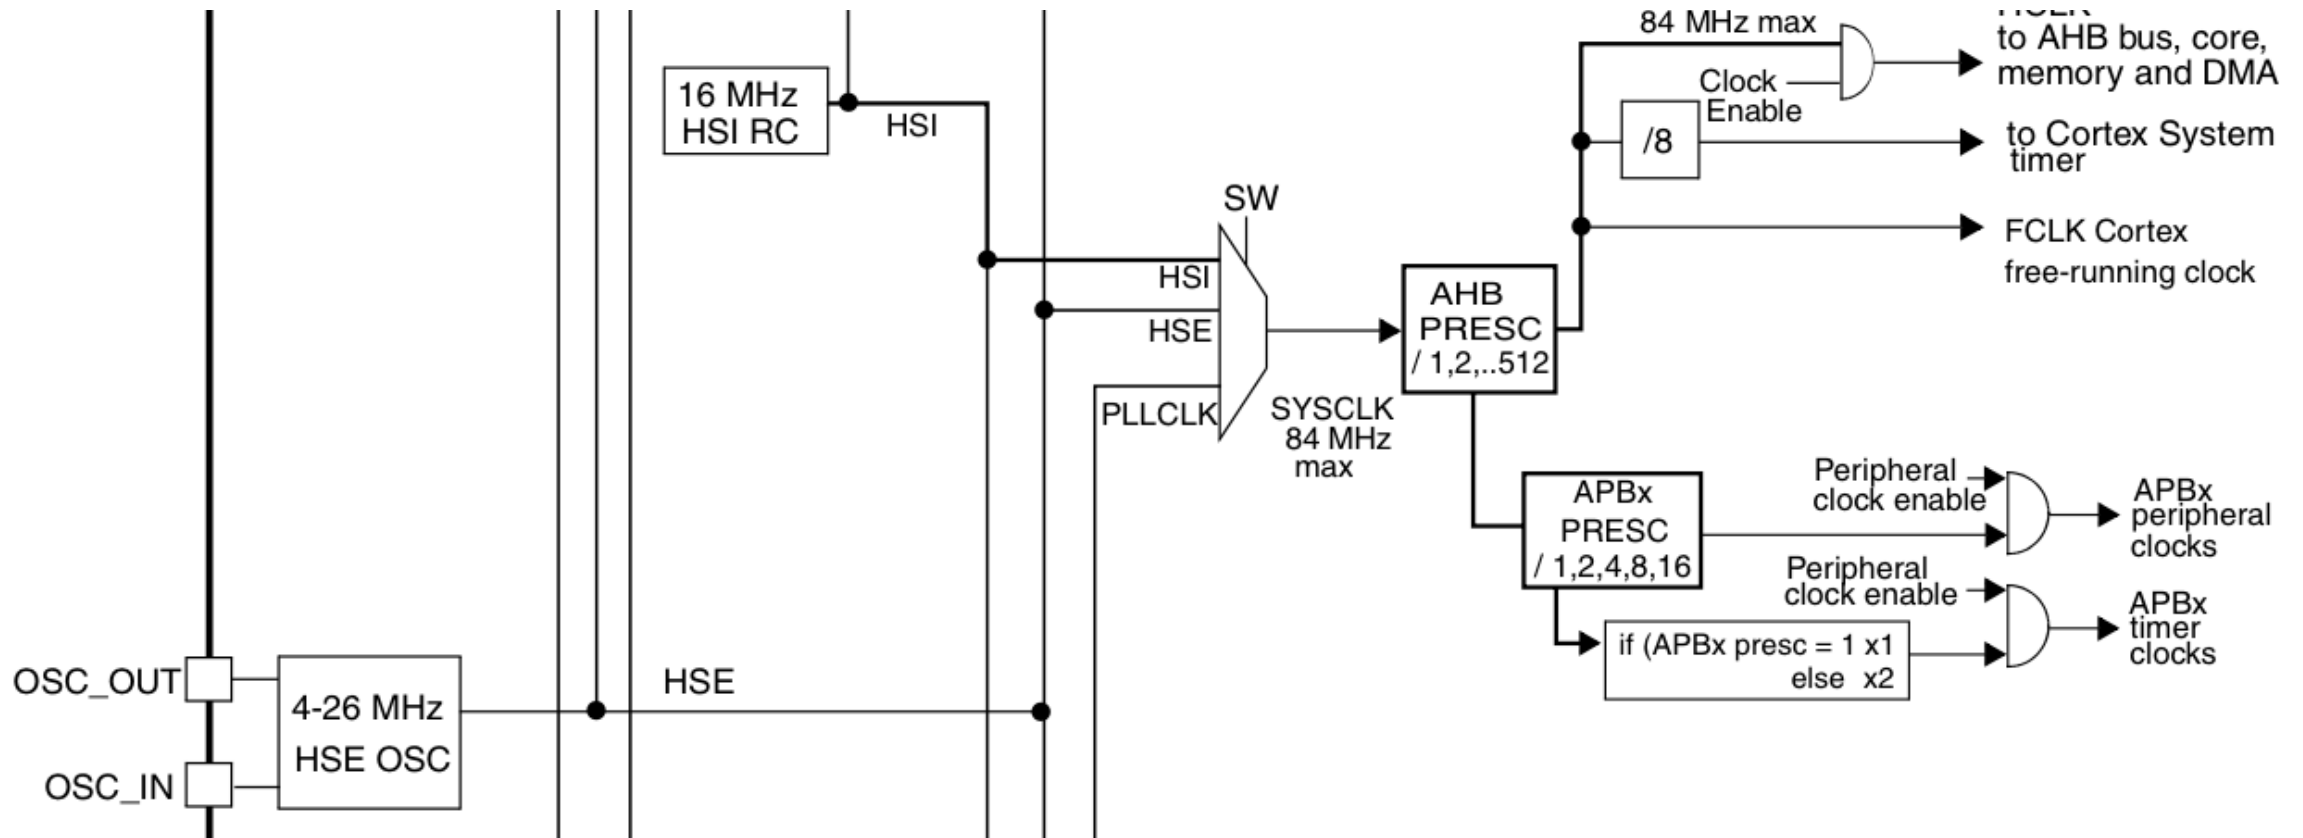 84 MHz max
to AHB bus, core,
memory and DMA
Clock
Enable
16 MHz
HSI RC
HSI
/8
to Cortex System
timer
SW
FCLK Cortex
free-running clock
HSI
HSE
PLLCLK
SYSCLK
84 MHz
max
AHB
PRESC
/ 1,2,..512
APBx
PRESC
/ 1,2,4,8,16
Peripheral
clock enable
APBx
peripheral
clocks
Peripheral
clock enable
APBx
timer
clocks
if (APBx presc = 1 x1
else x2
OSC_OUT
OSC_IN
4-26 MHz
HSE OSC
HSE